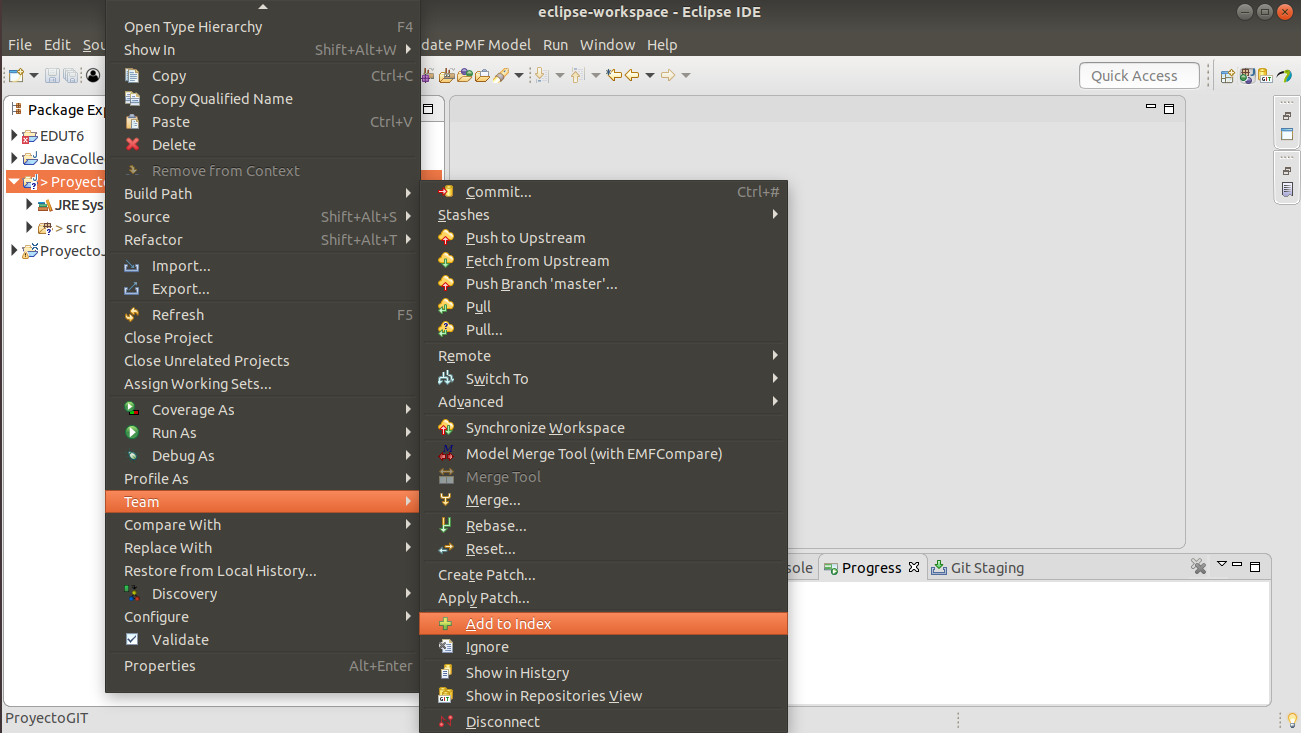 eclipse-workspace - Eclipse IDE
File Edit Sou
date PMF Model Run Window Help
Quick Access
Package Exp
EDUT6
JavaColle
> Proyecto
JRE Sys
> src
ProyectoJ
Open Type Hierarchy F4
Show In Shift+Alt+W
Copy Ctrl+C
Copy Qualified Name
Paste Ctrl+V
Delete
Remove from Context
Build Path
Source Shift+Alt+S
Refactor Shift+Alt+T
Import...
Export...
Refresh F5
Close Project
Close Unrelated Projects
Assign Working Sets...
Coverage As
Run As
Debug As
Profile As
Team
Compare With
Replace With
Restore from Local History...
Discovery
Configure
Validate
Properties Alt+Enter
Commit... Ctrl+#
Stashes
Push to Upstream
Fetch from Upstream
Push Branch 'master'...
Pull
Pull...
Remote
Switch To
Advanced
Synchronize Workspace
Model Merge Tool (with EMFCompare)
Merge Tool
Merge...
Rebase...
Reset...
Create Patch...
Apply Patch...
Add to Index
Ignore
Show in History
Show in Repositories View
Disconnect
sole Progress Git Staging
ProyectoGIT